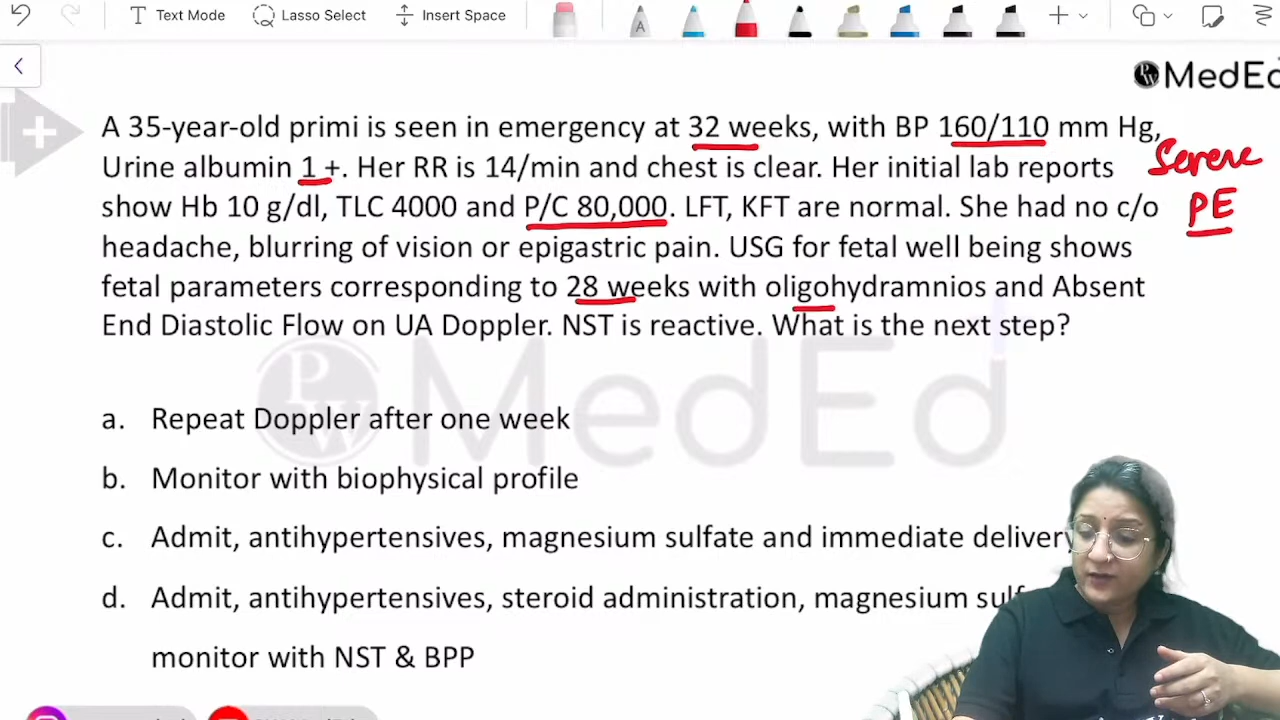 Text Mode Lasso Select Insert Space
A
MedEd
A 35-year-old primi is seen in emergency at 32 weeks, with BP 160/110 mm Hg,
Urine albumin 1 +. Her RR is 14/min and chest is clear. Her initial lab reports
Severe
show Hb 10 g/dl, TLC 4000 and P/C 80,000. LFT, KFT are normal. She had no c/o
PE
headache, blurring of vision or epigastric pain. USG for fetal well being shows
fetal parameters corresponding to 28 weeks with oligohydramnios and Absent
End Diastolic Flow on UA Doppler. NST is reactive. What is the next step?
PW MedEd
a. Repeat Doppler after one week
b. Monitor with biophysical profile
c. Admit, antihypertensives, magnesium sulfate and immediate delivery
d. Admit, antihypertensives, steroid administration, magnesium
monitor with NST & BPP